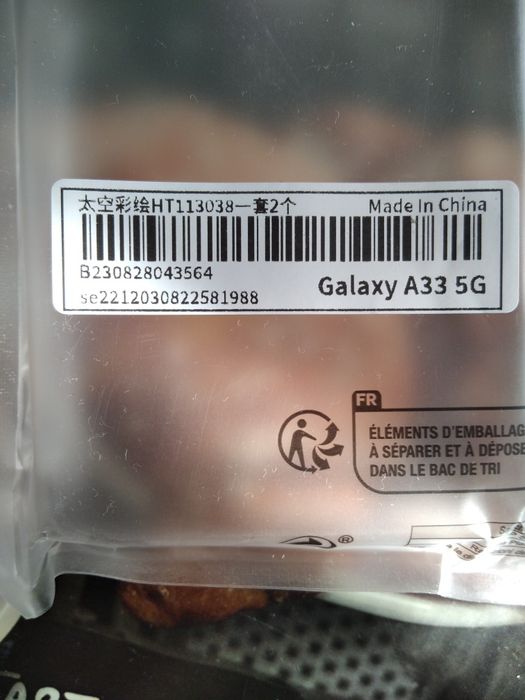 太空彩绘HT113038一套2个
Made In China
B230828043564
se2212030822581988
Galaxy A33 5G
FR
ÉLÉMENTS D'EMBALLAG
À SÉPARER ET À DÉPOSE
DANS LE BAC DE TRI
®